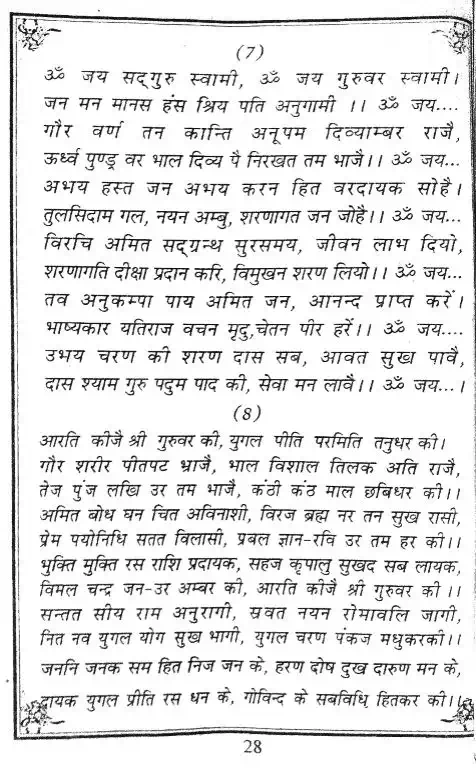 (7)
ॐ जय सद्‌गुरु स्वामी, ॐ जय गुरुवर स्वामी।
जन मन मानस हंस श्रिय पति अनुगामी ।। ॐ जय....
गौर वर्ण तन कान्ति अनूपम दिव्याम्बर राजै,
ऊर्ध्व पुण्ड्र वर भाल दिव्य पै निरखत तम भाजै।। ॐ जय...
अभय हस्त जन अभय करन हित वरदायक सोहै।
तुलसिदाम गल, नयन अम्बु, शरणागत जन जोहै।। ॐ जय...
विरचि अमित सद्‌ग्रन्थ सुरसमय, जीवन लाभ दियो,
शरणागति दीक्षा प्रदान करि, विमुखन शरण लियो।। ॐ जय...
तव अनुकम्पा पाय अमित जन, आनन्द प्राप्त करें।
भाष्यकार यतिराज वचन मृदु,चेतन पीर हरें।। ॐ जय....
उभय चरण की शरण दास सब, आवत सुख पावै,
दास श्याम गुरु पदुम पाद की, सेवा मन लावै।। ॐ जय...।
(8)
आरति कीजै श्री गुरुवर की, युगल पीति परमिति तनुधर की।
गौर शरीर पीतपट भ्राजै, भाल विशाल तिलक अति राजै,
तेज पुंज लखि उर तम भाजै, कंठी कंठ माल छबिधर की।।
अमित बोध घन चित अविनाशी, विरज ब्रह्म नर तन सुख रासी,
प्रेम पयोनिधि सतत विलासी, प्रबल ज्ञान-रवि उर तम हर की।।
भुक्ति मुक्ति रस राशि प्रदायक, सहज कृपालु सुखद सब लायक,
विमल चन्द्र जन-उर अम्बर की, आरति कीजै श्री गुरुवर की ।।
सन्तत सीय राम अनुरागी, स्रवत नयन रोमावलि जागी,
नित नव युगल योग सुख भागी, युगल चरण पंकज मधुकरकी।।
जननि जनक सम हित निज जन के, हरण दोष दुख दारुण मन के,
दायक युगल प्रीति रस धन के, गोविन्द के सबविधि हितकर की।।
28